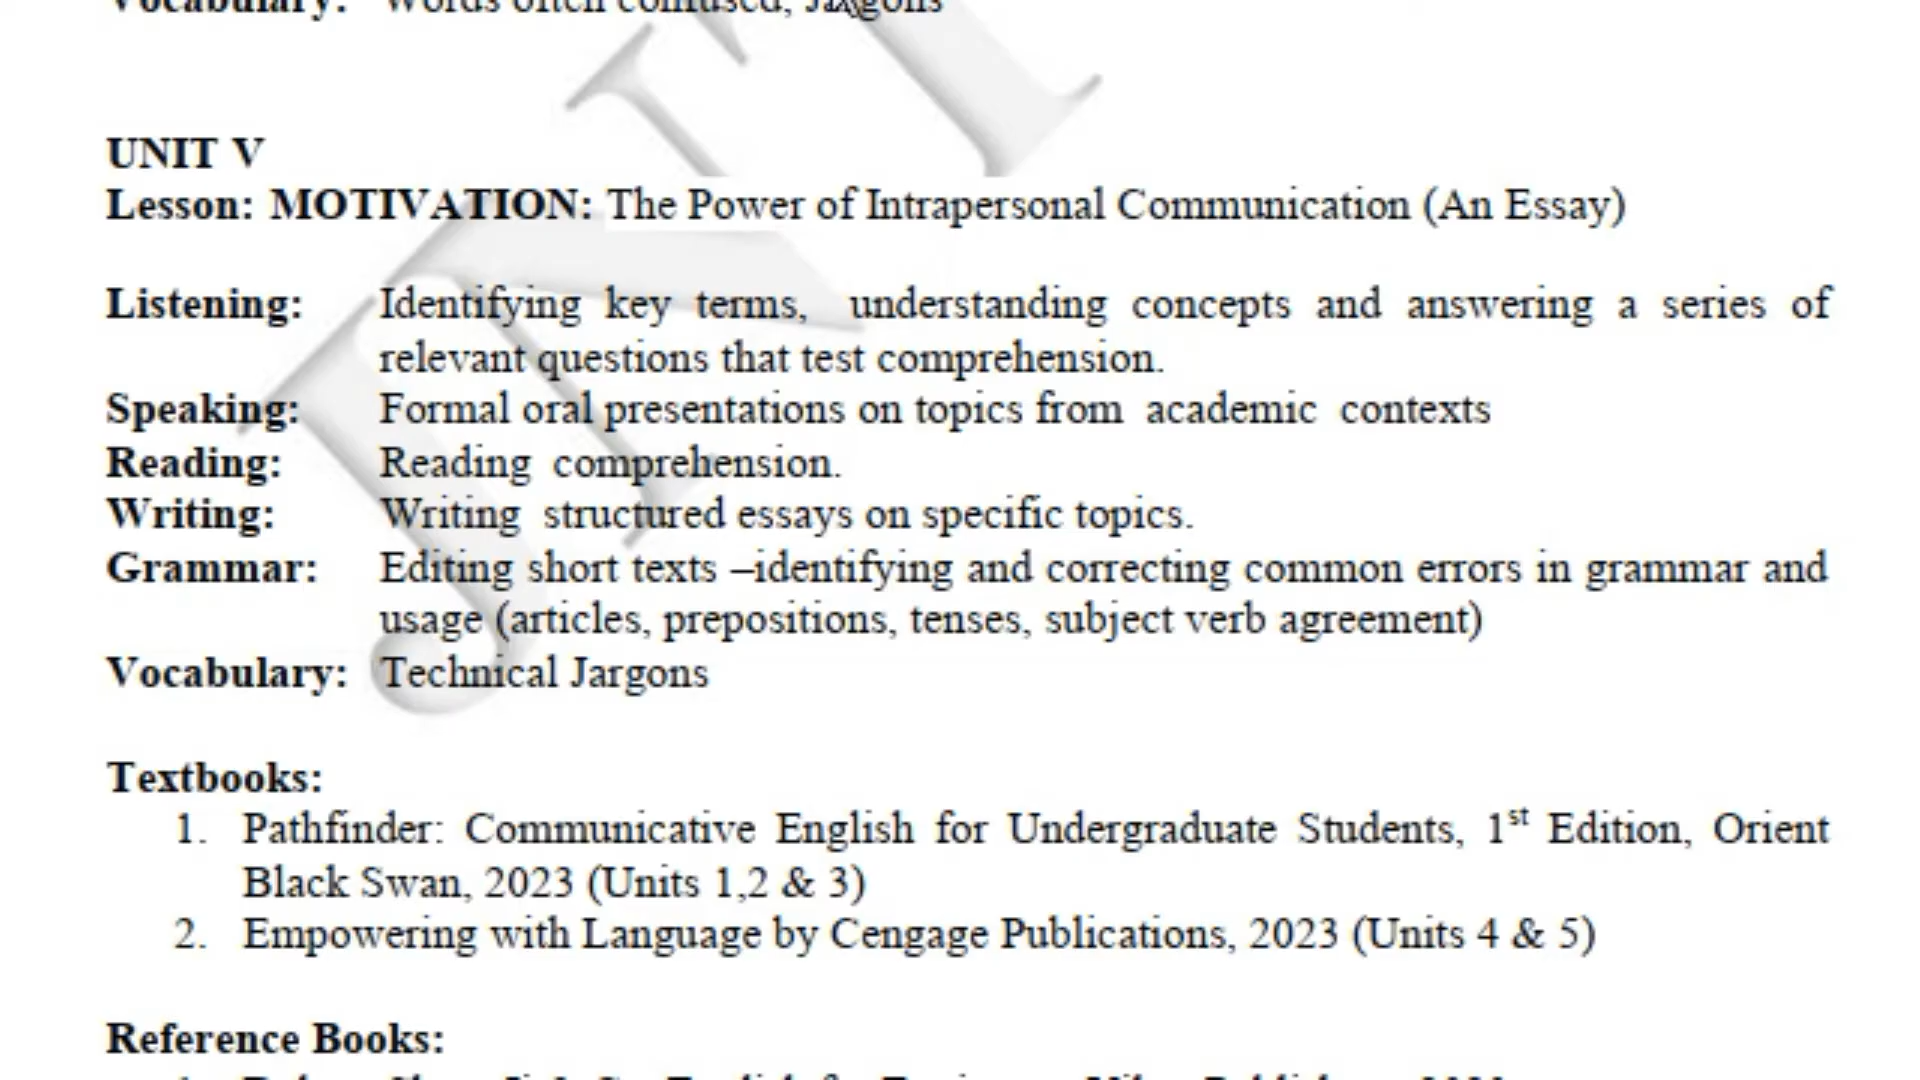 Vocabulary: Words often confused, Jargons
UNIT V
Lesson: MOTIVATION: The Power of Intrapersonal Communication (An Essay)
Listening: Identifying key terms, understanding concepts and answering a series of
relevant questions that test comprehension.
Speaking: Formal oral presentations on topics from academic contexts
Reading: Reading comprehension.
Writing: Writing structured essays on specific topics.
Grammar: Editing short texts –identifying and correcting common errors in grammar and
usage (articles, prepositions, tenses, subject verb agreement)
Vocabulary: Technical Jargons
Textbooks:
1. Pathfinder: Communicative English for Undergraduate Students, 1st Edition, Orient
Black Swan, 2023 (Units 1,2 & 3)
2. Empowering with Language by Cengage Publications, 2023 (Units 4 & 5)
Reference Books: